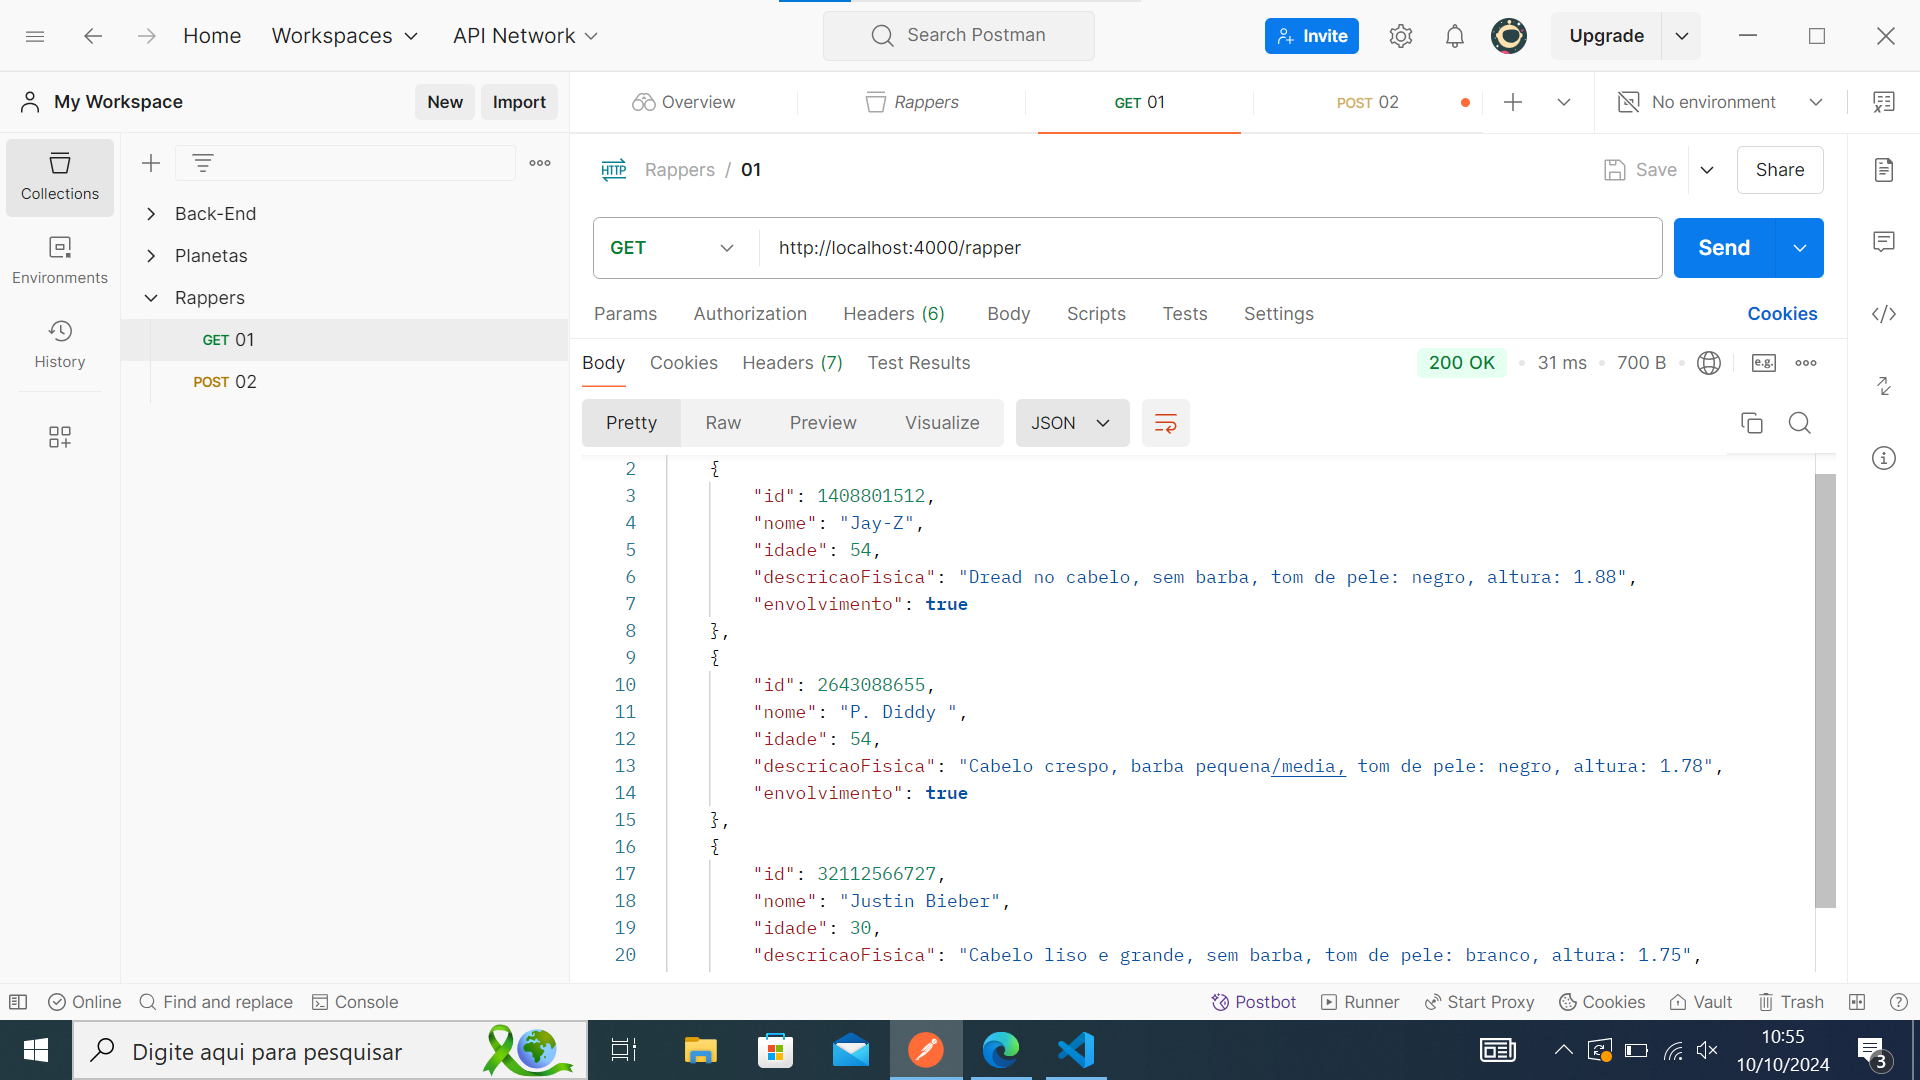 Home Workspaces API Network Search Postman Invite Upgrade
My Workspace New Import Overview Rappers GET 01 POST 02 No environment
Collections
Environments
History
Back-End
Planetas
Rappers
GET 01
POST 02
HTTP Rappers / 01 Save Share
GET http://localhost:4000/rapper Send
Params Authorization Headers (6) Body Scripts Tests Settings Cookies
Body Cookies Headers (7) Test Results 200 OK 31 ms 700 B e.g.
Pretty Raw Preview Visualize JSON
2 {
3 "id": 1408801512,
4 "nome": "Jay-Z",
5 "idade": 54,
6 "descricaoFisica": "Dread no cabelo, sem barba, tom de pele: negro, altura: 1.88",
7 "envolvimento": true
8 },
9 {
10 "id": 2643088655,
11 "nome": "P. Diddy ",
12 "idade": 54,
13 "descricaoFisica": "Cabelo crespo, barba pequena/media, tom de pele: negro, altura: 1.78",
14 "envolvimento": true
15 },
16 {
17 "id": 32112566727,
18 "nome": "Justin Bieber",
19 "idade": 30,
20 "descricaoFisica": "Cabelo liso e grande, sem barba, tom de pele: branco, altura: 1.75",
Online Find and replace Console Postbot Runner Start Proxy Cookies Vault Trash
Digite aqui para pesquisar
10:55
10/10/2024
3